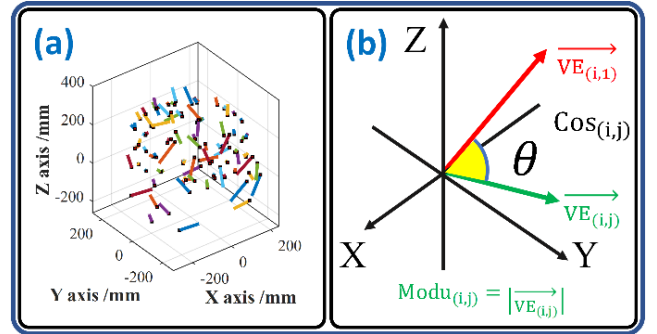 (a)
400
200
0
-200
Z axis /mm
200
0
-200
Y axis /mm
-200
0
200
X axis /mm
(b)
Z
VE(i,1)
Cos(i,j)
θ
VE(i,j)
X
Y
Modu(i,j) = |VE(i,j)|